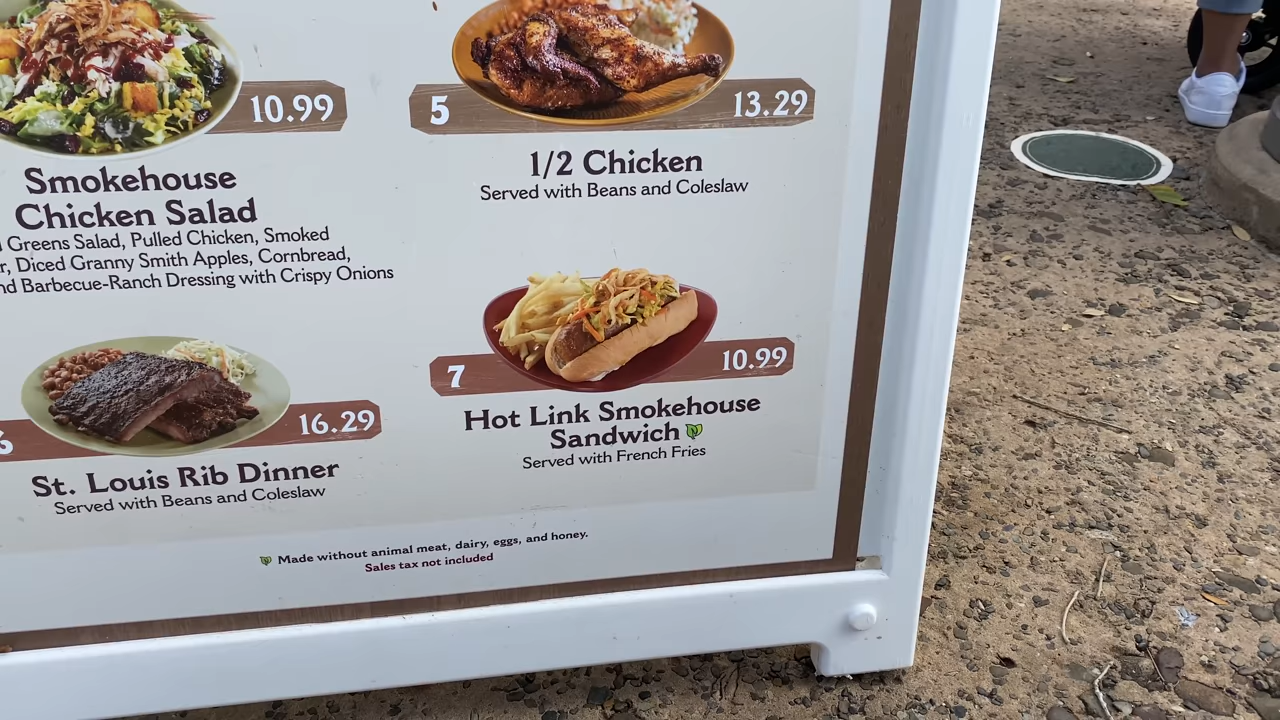 10.99
Smokehouse
Chicken Salad
Greens Salad, Pulled Chicken, Smoked
Diced Granny Smith Apples, Cornbread,
Barbecue-Ranch Dressing with Crispy Onions
5
13.29
1/2 Chicken
Served with Beans and Coleslaw
6
16.29
St. Louis Rib Dinner
Served with Beans and Coleslaw
7
10.99
Hot Link Smokehouse
Sandwich
Served with French Fries
Made without animal meat, dairy, eggs, and honey.
Sales tax not included